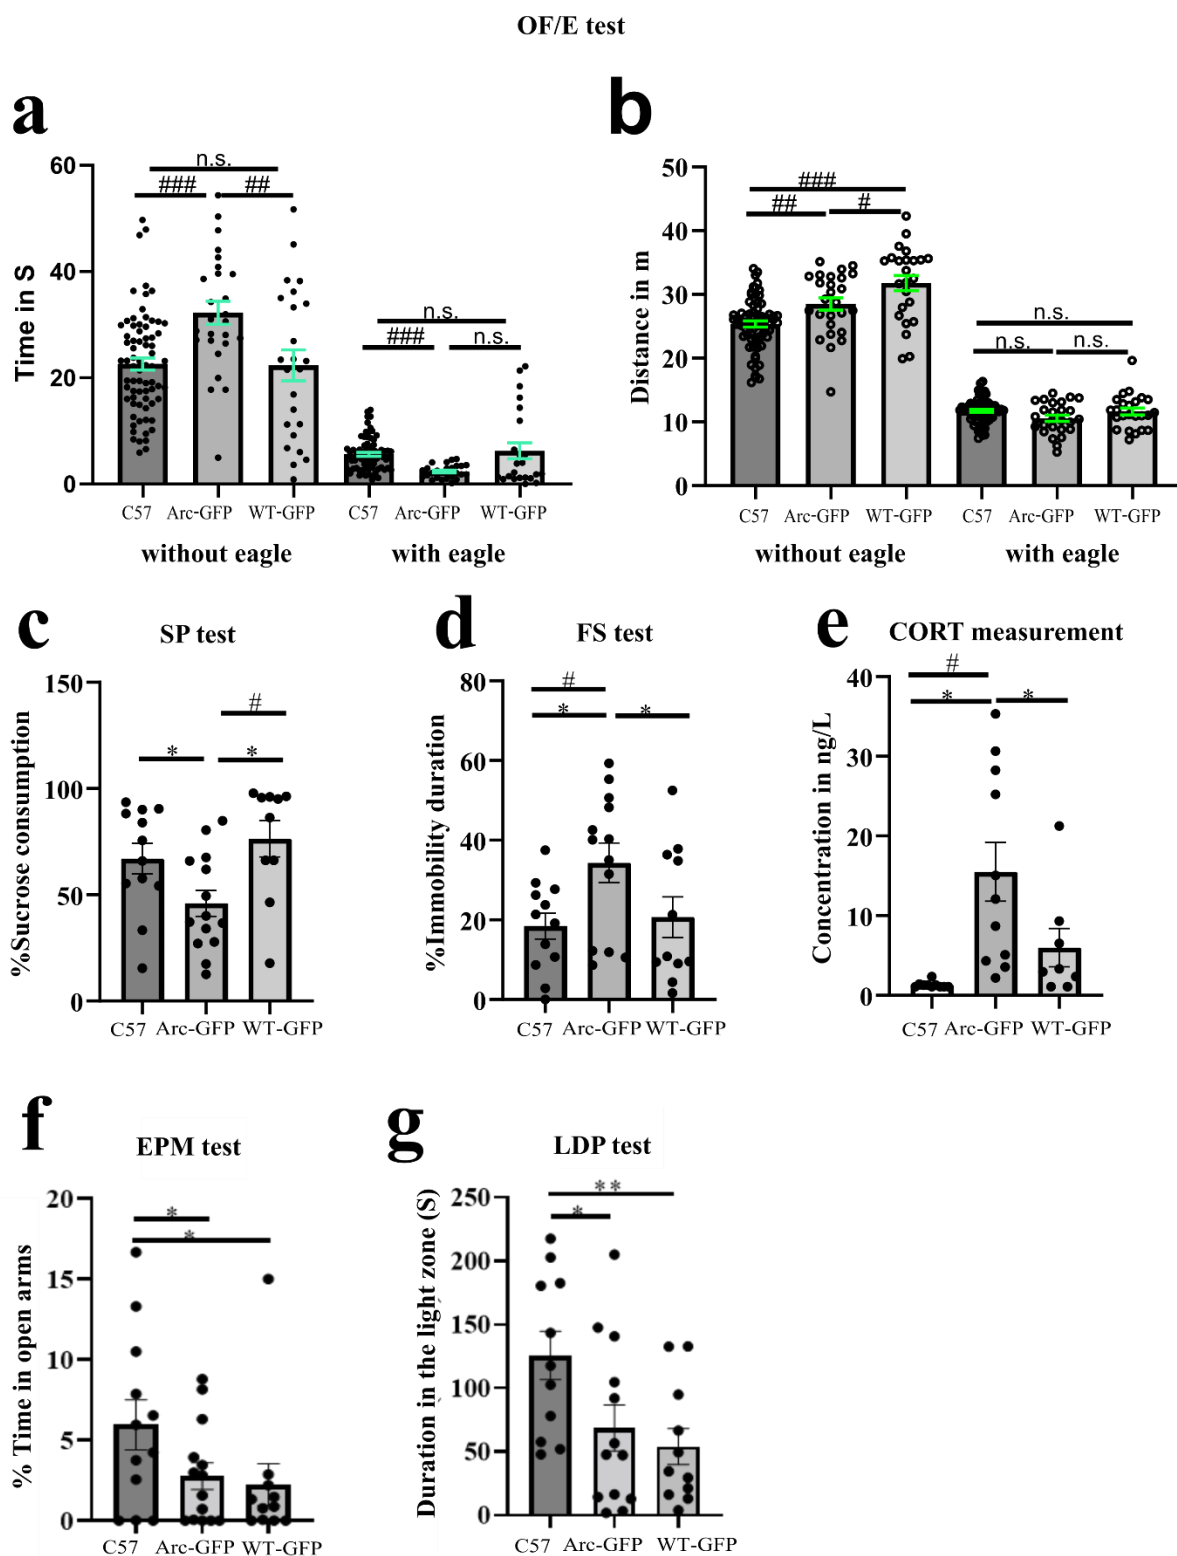 OF/E test
a
b
Time in S
60
40
20
0
n.s.
###
##
n.s.
###
n.s.
C57
Arc-GFP
WT-GFP
C57
Arc-GFP
WT-GFP
without eagle
with eagle
Distance in m
50
40
30
20
10
0
###
##
#
n.s.
n.s.
n.s.
C57
Arc-GFP
WT-GFP
C57
Arc-GFP
WT-GFP
without eagle
with eagle
c
SP test
%Sucrose consumption
150
100
50
0
#
*
*
C57
Arc-GFP
WT-GFP
d
FS test
%Immobility duration
80
60
40
20
0
#
*
*
C57
Arc-GFP
WT-GFP
e
CORT measurement
Concentration in ng/L
40
30
20
10
0
#
*
*
C57
Arc-GFP
WT-GFP
f
EPM test
% Time in open arms
20
15
10
5
0
*
*
C57
Arc-GFP
WT-GFP
g
LDP test
Duration in the light zone (S)
250
200
150
100
50
0
**
*
C57
Arc-GFP
WT-GFP